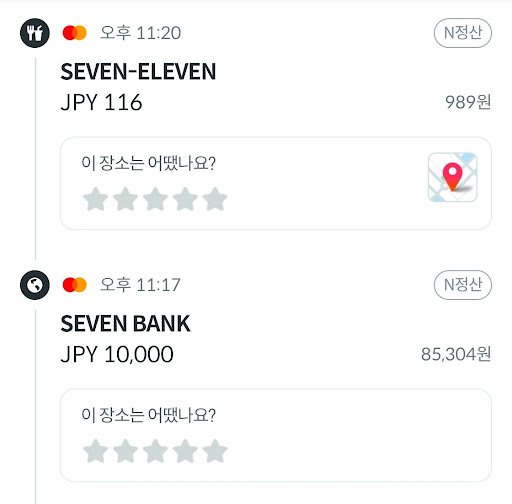 오후 11:20
N정산
SEVEN-ELEVEN
JPY 116
989원
이 장소는 어땠나요?
오후 11:17
N정산
SEVEN BANK
JPY 10,000
85,304원
이 장소는 어땠나요?